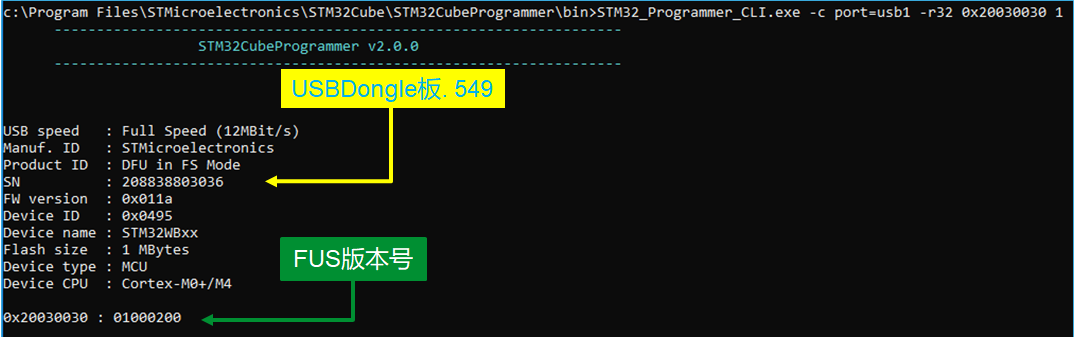 c:\Program Files\STMicroelectronics\STM32Cube\STM32CubeProgrammer\bin>STM32_Programmer_CLI.exe -c port=usb1 -r32 0x20030030 1
-------------------------------------------------------------------
STM32CubeProgrammer v2.0.0
-------------------------------------------------------------------
USBDongle板. 549
USB speed : Full Speed (12MBit/s)
Manuf. ID : STMicroelectronics
Product ID : DFU in FS Mode
SN : 208838803036
FW version : 0x011a
Device ID : 0x0495
Device name : STM32WBxx
Flash size : 1 MBytes
Device type : MCU
Device CPU : Cortex-M0+/M4
FUS版本号
0x20030030 : 01000200